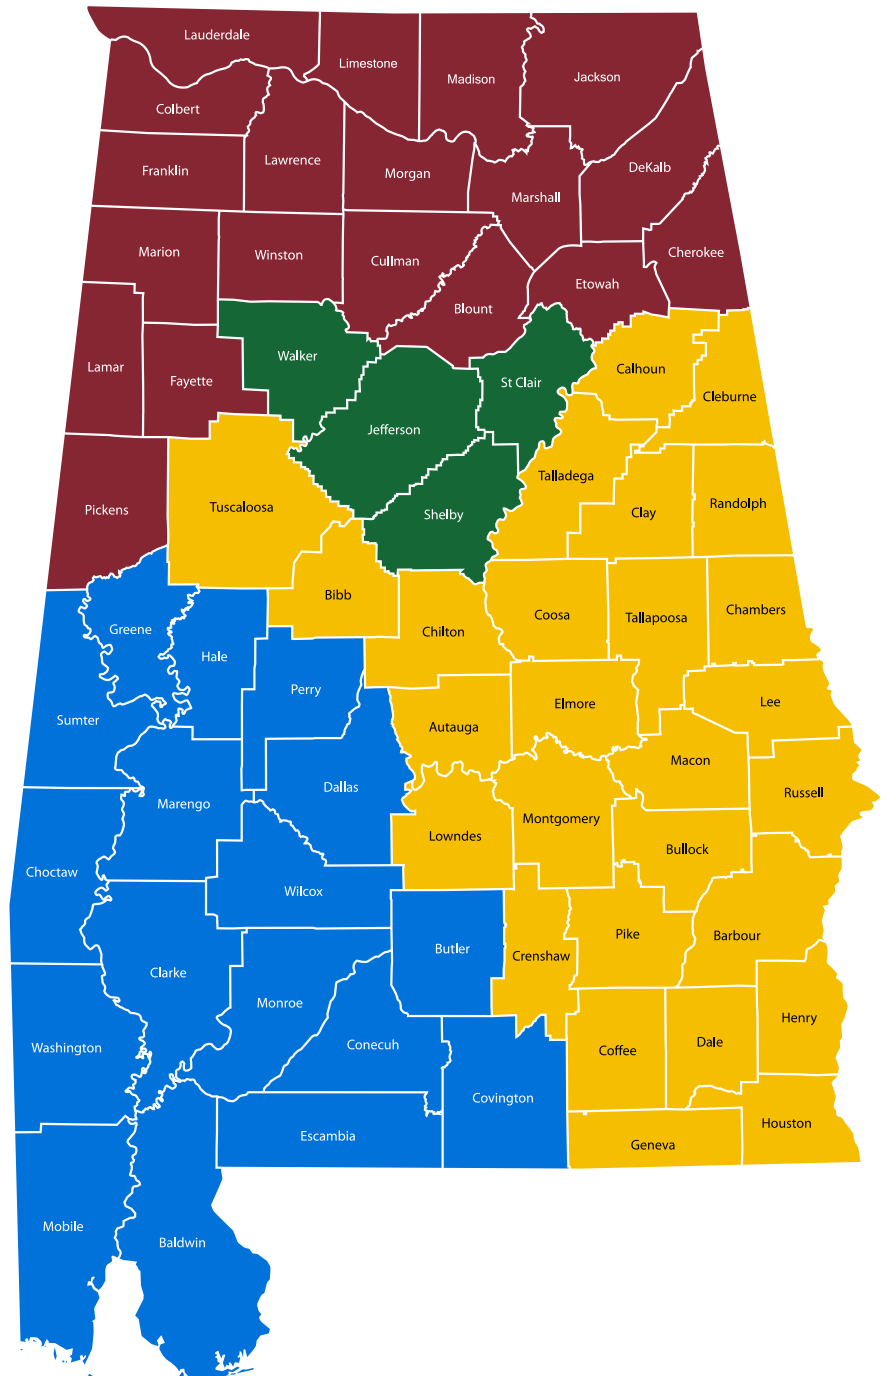 Lauderdale
Limestone
Madison
Jackson
Colbert
Lawrence
Franklin
Morgan
DeKalb
Marshall
Marion
Winston
Cullman
Cherokee
Etowah
Blount
Walker
Lamar
Fayette
St Clair
Calhoun
Cleburne
Jefferson
Talladega
Pickens
Tuscaloosa
Shelby
Clay
Randolph
Bibb
Greene
Hale
Chilton
Coosa
Tallapoosa
Chambers
Perry
Sumter
Autauga
Elmore
Lee
Dallas
Macon
Marengo
Lowndes
Montgomery
Russell
Bullock
Choctaw
Wilcox
Butler
Crenshaw
Pike
Barbour
Clarke
Monroe
Washington
Conecuh
Coffee
Dale
Henry
Covington
Escambia
Geneva
Houston
Mobile
Baldwin